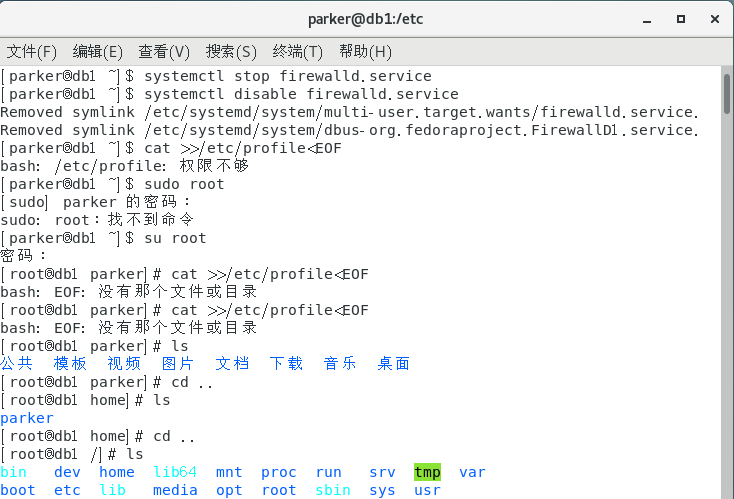 parker@db1:/etc
文件(F) 编辑(E) 查看(V) 搜索(S) 终端(T) 帮助(H)
[parker@db1 ~]$ systemctl stop firewalld.service
[parker@db1 ~]$ systemctl disable firewalld.service
Removed symlink /etc/systemd/system/multi-user.target.wants/firewalld.service.
Removed symlink /etc/systemd/system/dbus-org.fedoraproject.FirewallD1.service.
[parker@db1 ~]$ cat >>/etc/profile<EOF
bash: /etc/profile: 权限不够
[parker@db1 ~]$ sudo root
[sudo] parker 的密码：
sudo: root：找不到命令
[parker@db1 ~]$ su root
密码：
[root@db1 parker]# cat >>/etc/profile<EOF
bash: EOF: 没有那个文件或目录
[root@db1 parker]# cat >>/etc/profile<EOF
bash: EOF: 没有那个文件或目录
[root@db1 parker]# ls
公共 模板 视频 图片 文档 下载 音乐 桌面
[root@db1 parker]# cd ..
[root@db1 home]# ls
parker
[root@db1 home]# cd ..
[root@db1 /]# ls
bin dev home lib64 mnt proc run srv tmp var
boot etc lib media opt root sbin sys usr